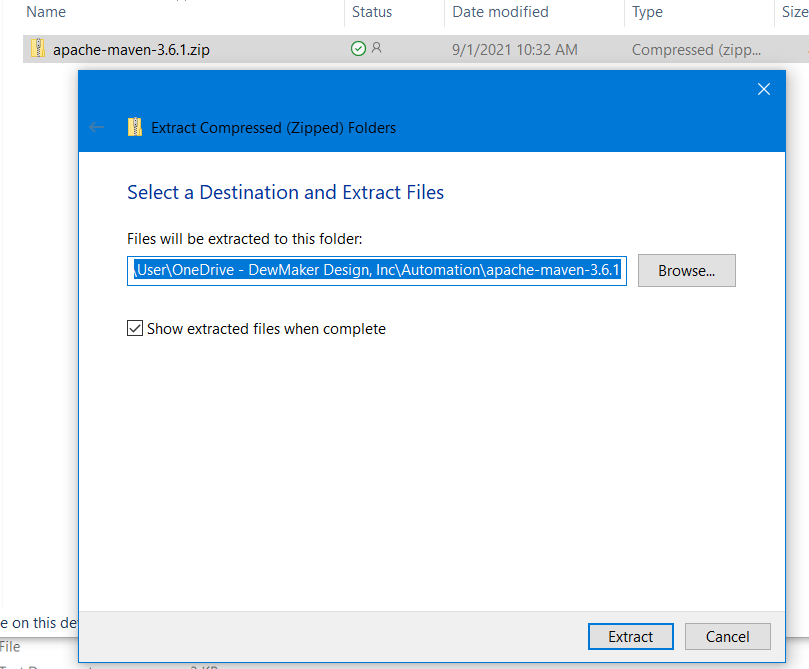 Name Status Date modified Type Size
apache-maven-3.6.1.zip 9/1/2021 10:32 AM Compressed (zipp...
Extract Compressed (Zipped) Folders
Select a Destination and Extract Files
Files will be extracted to this folder:
\User\OneDrive - DewMaker Design, Inc\Automation\apache-maven-3.6.1
Browse...
Show extracted files when complete
e on this de
File
Extract Cancel